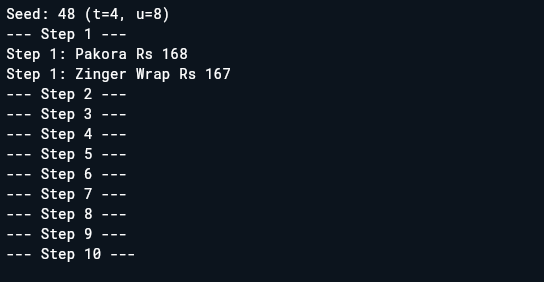 Seed: 48 (t=4, u=8)
--- Step 1 ---
Step 1: Pakora Rs 168
Step 1: Zinger Wrap Rs 167
--- Step 2 ---
--- Step 3 ---
--- Step 4 ---
--- Step 5 ---
--- Step 6 ---
--- Step 7 ---
--- Step 8 ---
--- Step 9 ---
--- Step 10 ---